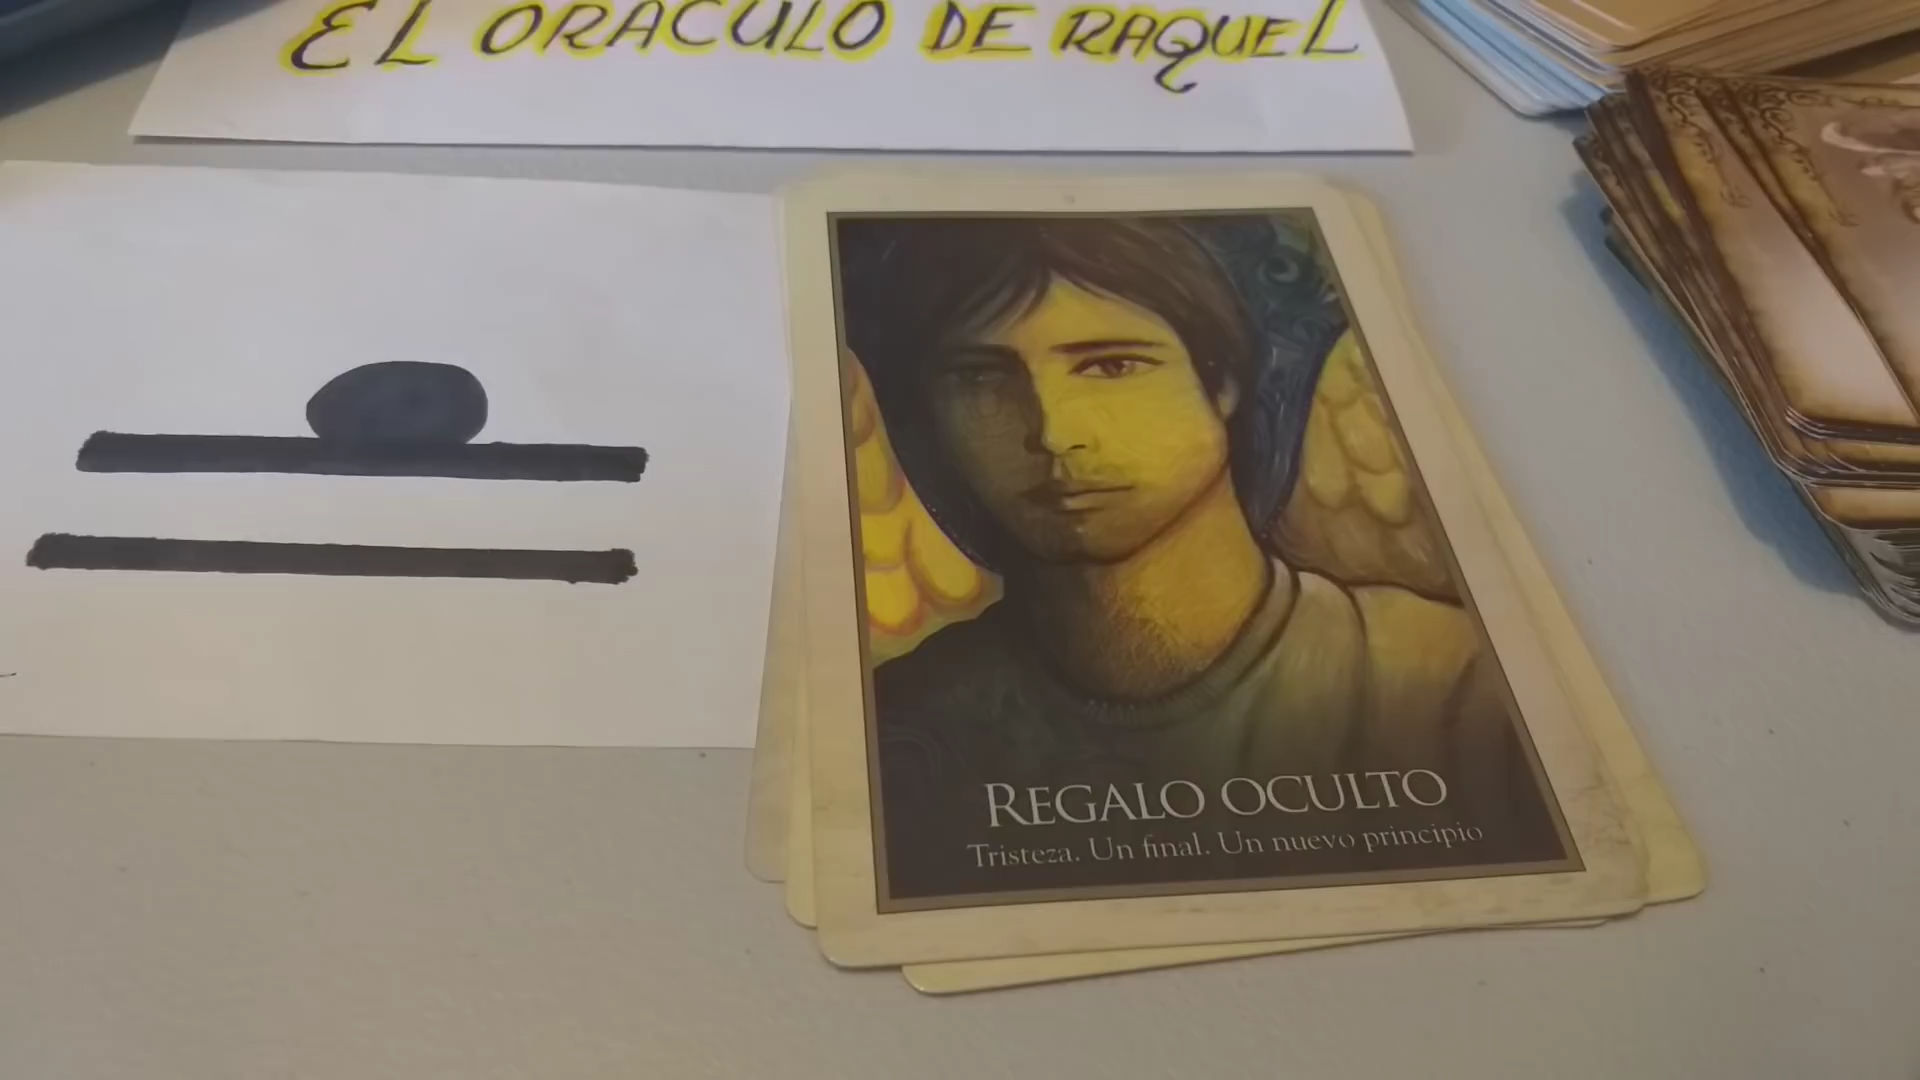 EL ORACULO DE RAQUEL
REGALO OCULTO
Tristeza. Un final. Un nuevo principio